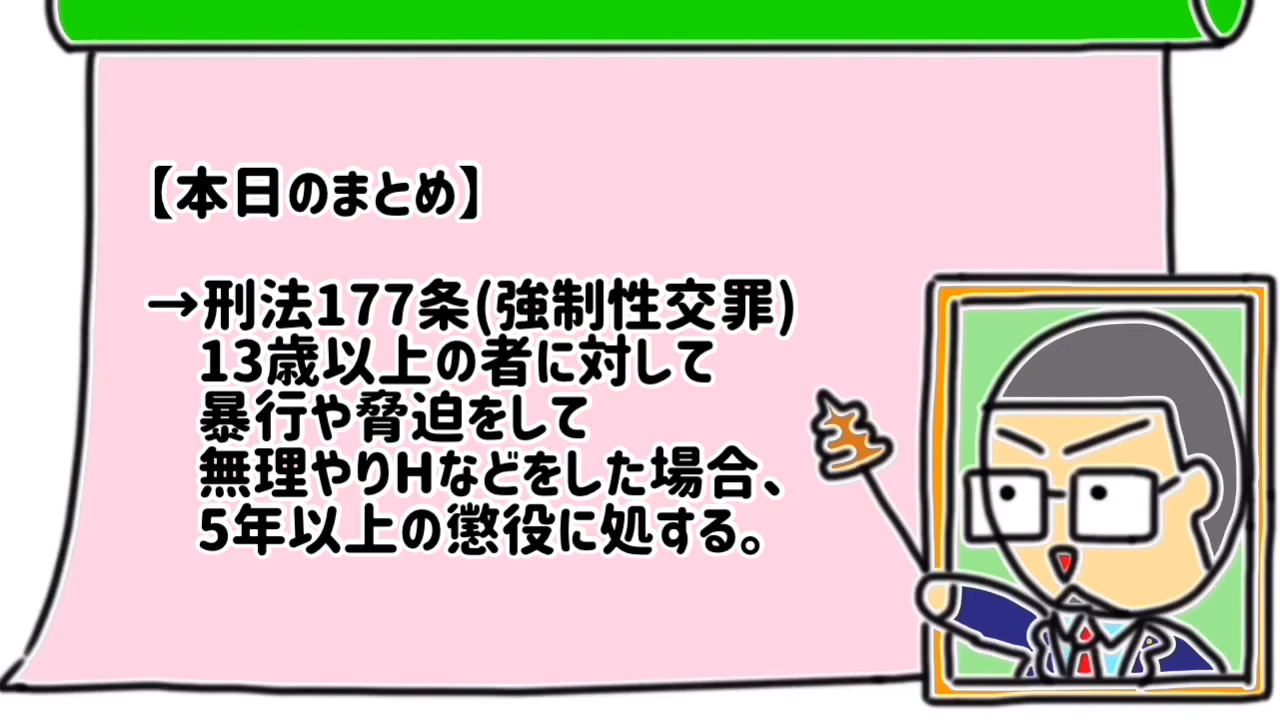 【本日のまとめ】
→刑法177条(強制性交罪)
13歳以上の者に対して
暴行や脅迫をして
無理やりHなどをした場合、
5年以上の懲役に処する。